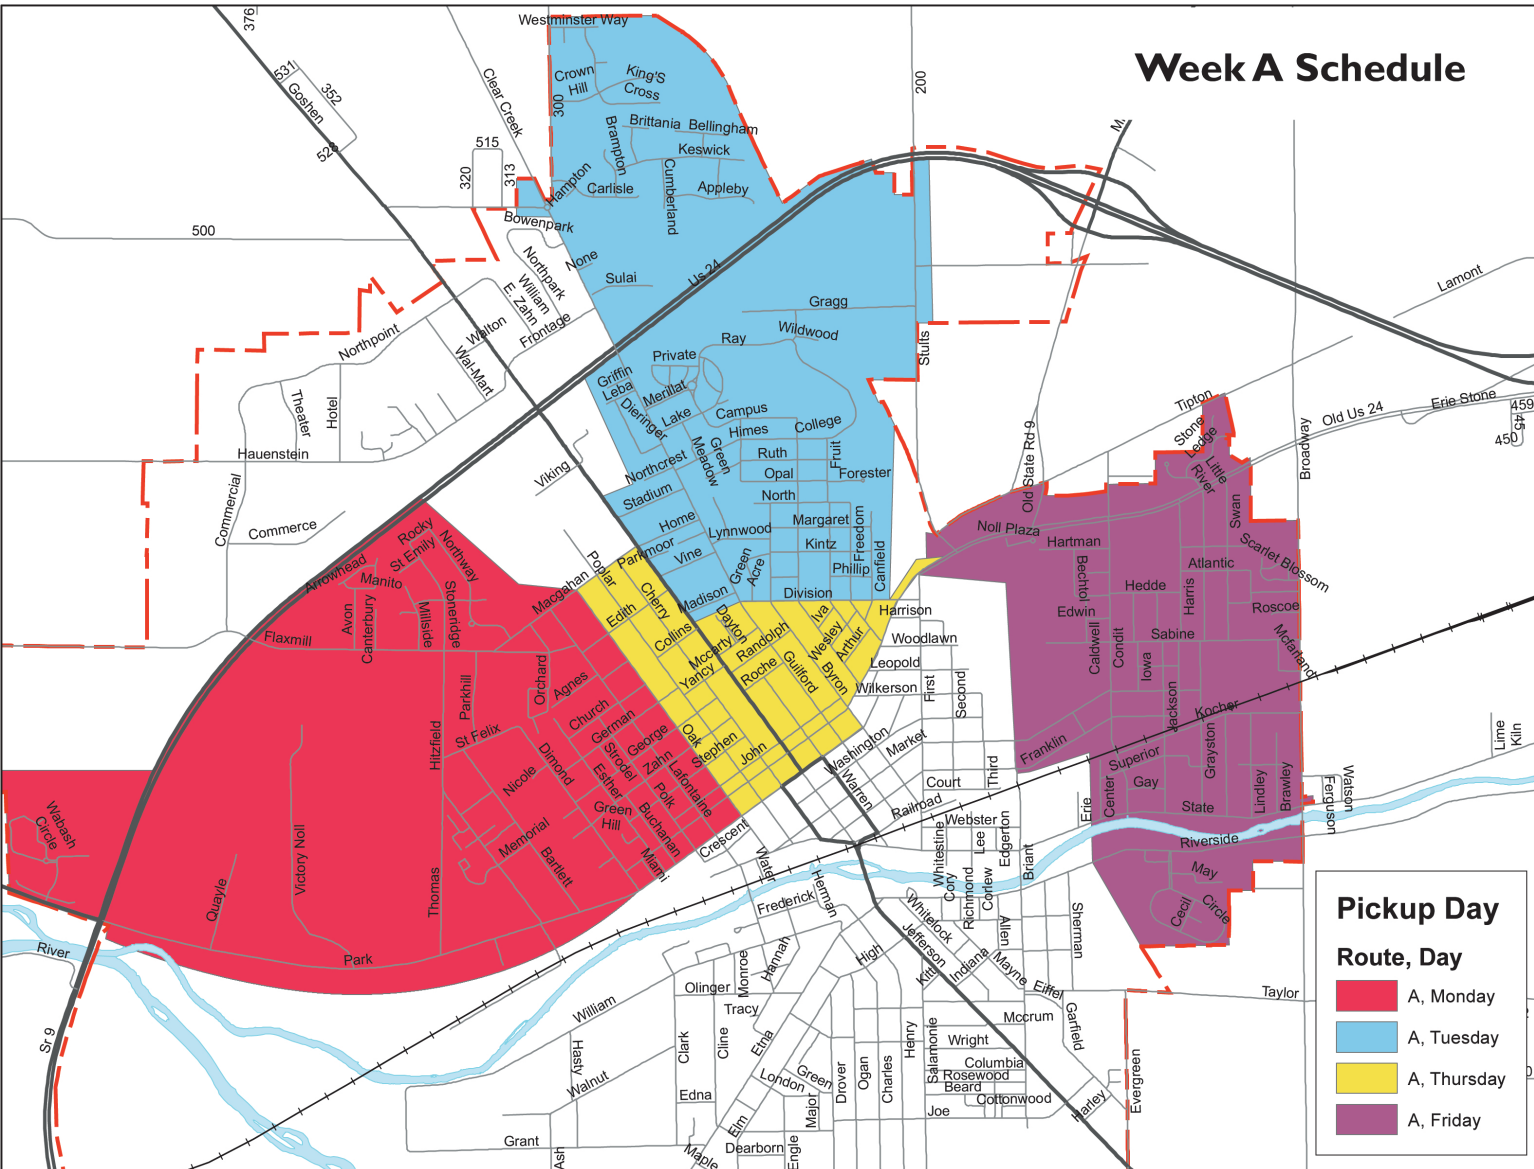 Week A Schedule
376
531
Goshen
352
528
Clear Creek
515
320
313
500
Westminster Way
300
Crown
Hill
King'S
Cross
Brampton
Brittania
Bellingham
Keswick
Hampton
Carlisle
Cumberland
Appleby
Bowenpark
200
M.
None
Northpark
William
E. Zahn
Sulai
Us 24
Frontage
Walton
Wal-Mart
Northpoint
Theater
Hotel
Hauenstein
Commercial
Commerce
Viking
Gragg
Wildwood
Ray
Private
Griffin
Leba
Merillat
Dieringer
Lake
Campus
Himes
College
Green
Meadow
Ruth
Fruit
Opal
Forester
Northcrest
Stadium
North
Home
Lynnwood
Margaret
Freedom
Kintz
Parkmoor
Vine
Green
Acre
Phillip
Canfield
Madison
Division
Stults
Lamont
Tipton
Old Us 24
Erie Stone
459
45
450
Broadway
Old State Rd 9
Stone
Ledge
Little
River
Swan
Noll Plaza
Hartman
Bechtol
Scarlet Blossom
Atlantic
Hedde
Harris
Edwin
Roscoe
Caldwell
Condit
Sabine
Mcfarland
Iowa
Jackson
Kocher
Franklin
Superior
Grayston
Gay
Center
Erie
State
Lindley
Brawley
Watson
Ferguson
Lime
Kiln
Riverside
May
Cecil
Circle
Rocky
St Emily
Northway
Arrowhead
Manito
Avon
Canterbury
Millside
Stoneridge
Flaxmill
Macgahan
Poplar
Cherry
Edith
Collins
Dayton
Mccarty
Yancy
Randolph
Roche
Guilford
Iva
Wesley
Arthur
Byron
Harrison
Woodlawn
Leopold
Wilkerson
First
Second
Orchard
Agnes
Parkhill
Hitzfield
St Felix
Church
German
George
Strodel
Zahn
Dimond
Esther
Lafontaine
Polk
Nicole
Green
Hill
Buchanan
Memorial
Bartlett
Miami
Oak
Stephen
John
Washington
Market
Warren
Court
Third
Railroad
Crescent
Water
Webster
Whitestine
Lee
Edgerton
Briant
Cory
Richmond
Corlew
Wabash
Circle
Victory Noll
Quayle
Thomas
Park
River
Sr 9
Herman
Frederick
Hannah
High
Whitelock
Jefferson
Kitt
Indiana
Allen
Mayne
Sherman
Eiffel
Garfield
Taylor
Monroe
Olinger
Tracy
William
Hasty
Walnut
Clark
Cline
Etna
Edna
London
Green
Major
Drover
Ogan
Charles
Henry
Salamonie
Mccrum
Wright
Columbia
Rosewood
Beard
Cottonwood
Joe
Harley
Evergreen
Grant
Ash
Elm
Maple
Dearborn
Engle
Pickup Day
Route, Day
A, Monday
A, Tuesday
A, Thursday
A, Friday